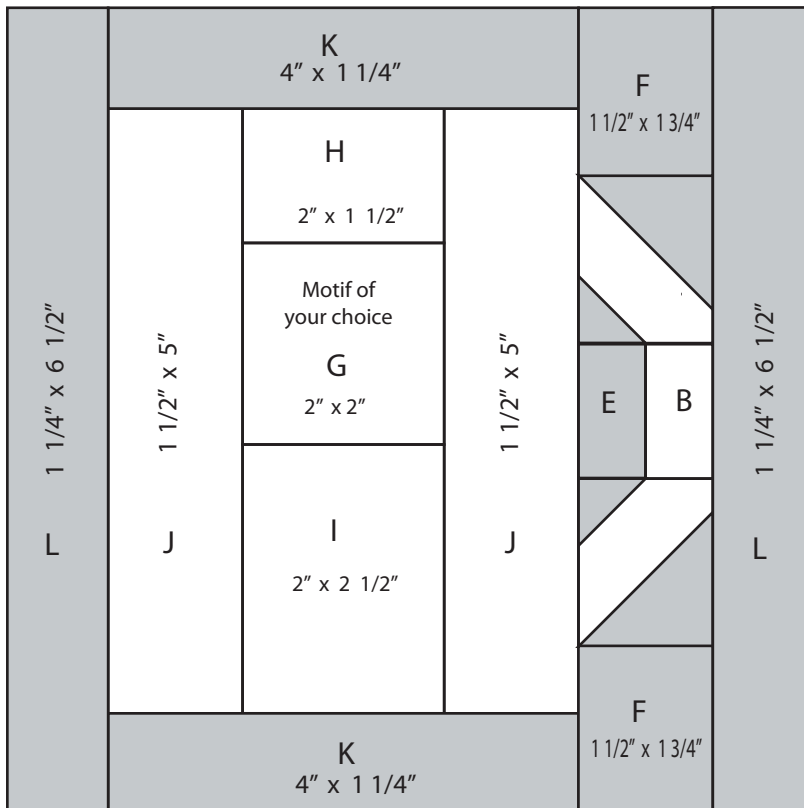 K
4” x 1 1/4”
F
1 1/2” x 1 3/4”
H
2” x 1 1/2”
Motif of
your choice
G
2” x 2”
1 1/4” x 6 1/2”
L
1 1/2” x 5”
J
I
2” x 2 1/2”
1 1/2” x 5”
J
E
B
1 1/4” x 6 1/2”
L
F
1 1/2” x 1 3/4”
K
4” x 1 1/4”